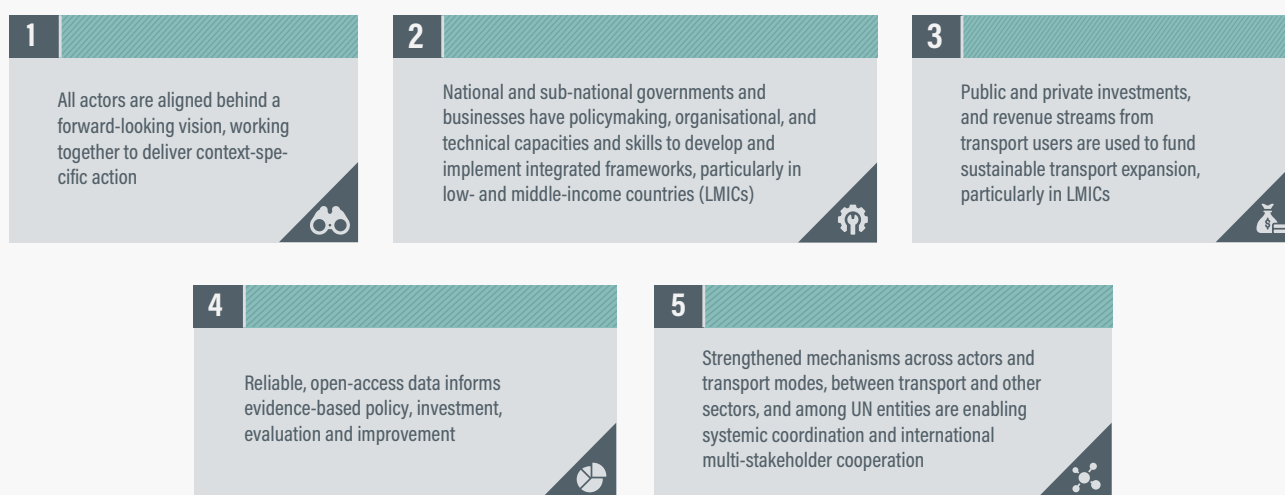 1
All actors are aligned behind a
forward-looking vision, working
together to deliver context-spe-
cific action
2
National and sub-national governments and
businesses have policymaking, organisational, and
technical capacities and skills to develop and
implement integrated frameworks, particularly in
low- and middle-income countries (LMICs)
3
Public and private investments,
and revenue streams from
transport users are used to fund
sustainable transport expansion,
particularly in LMICs
$
4
Reliable, open-access data informs
evidence-based policy, investment,
evaluation and improvement
5
Strengthened mechanisms across actors and
transport modes, between transport and other
sectors, and among UN entities are enabling
systemic coordination and international
multi-stakeholder cooperation